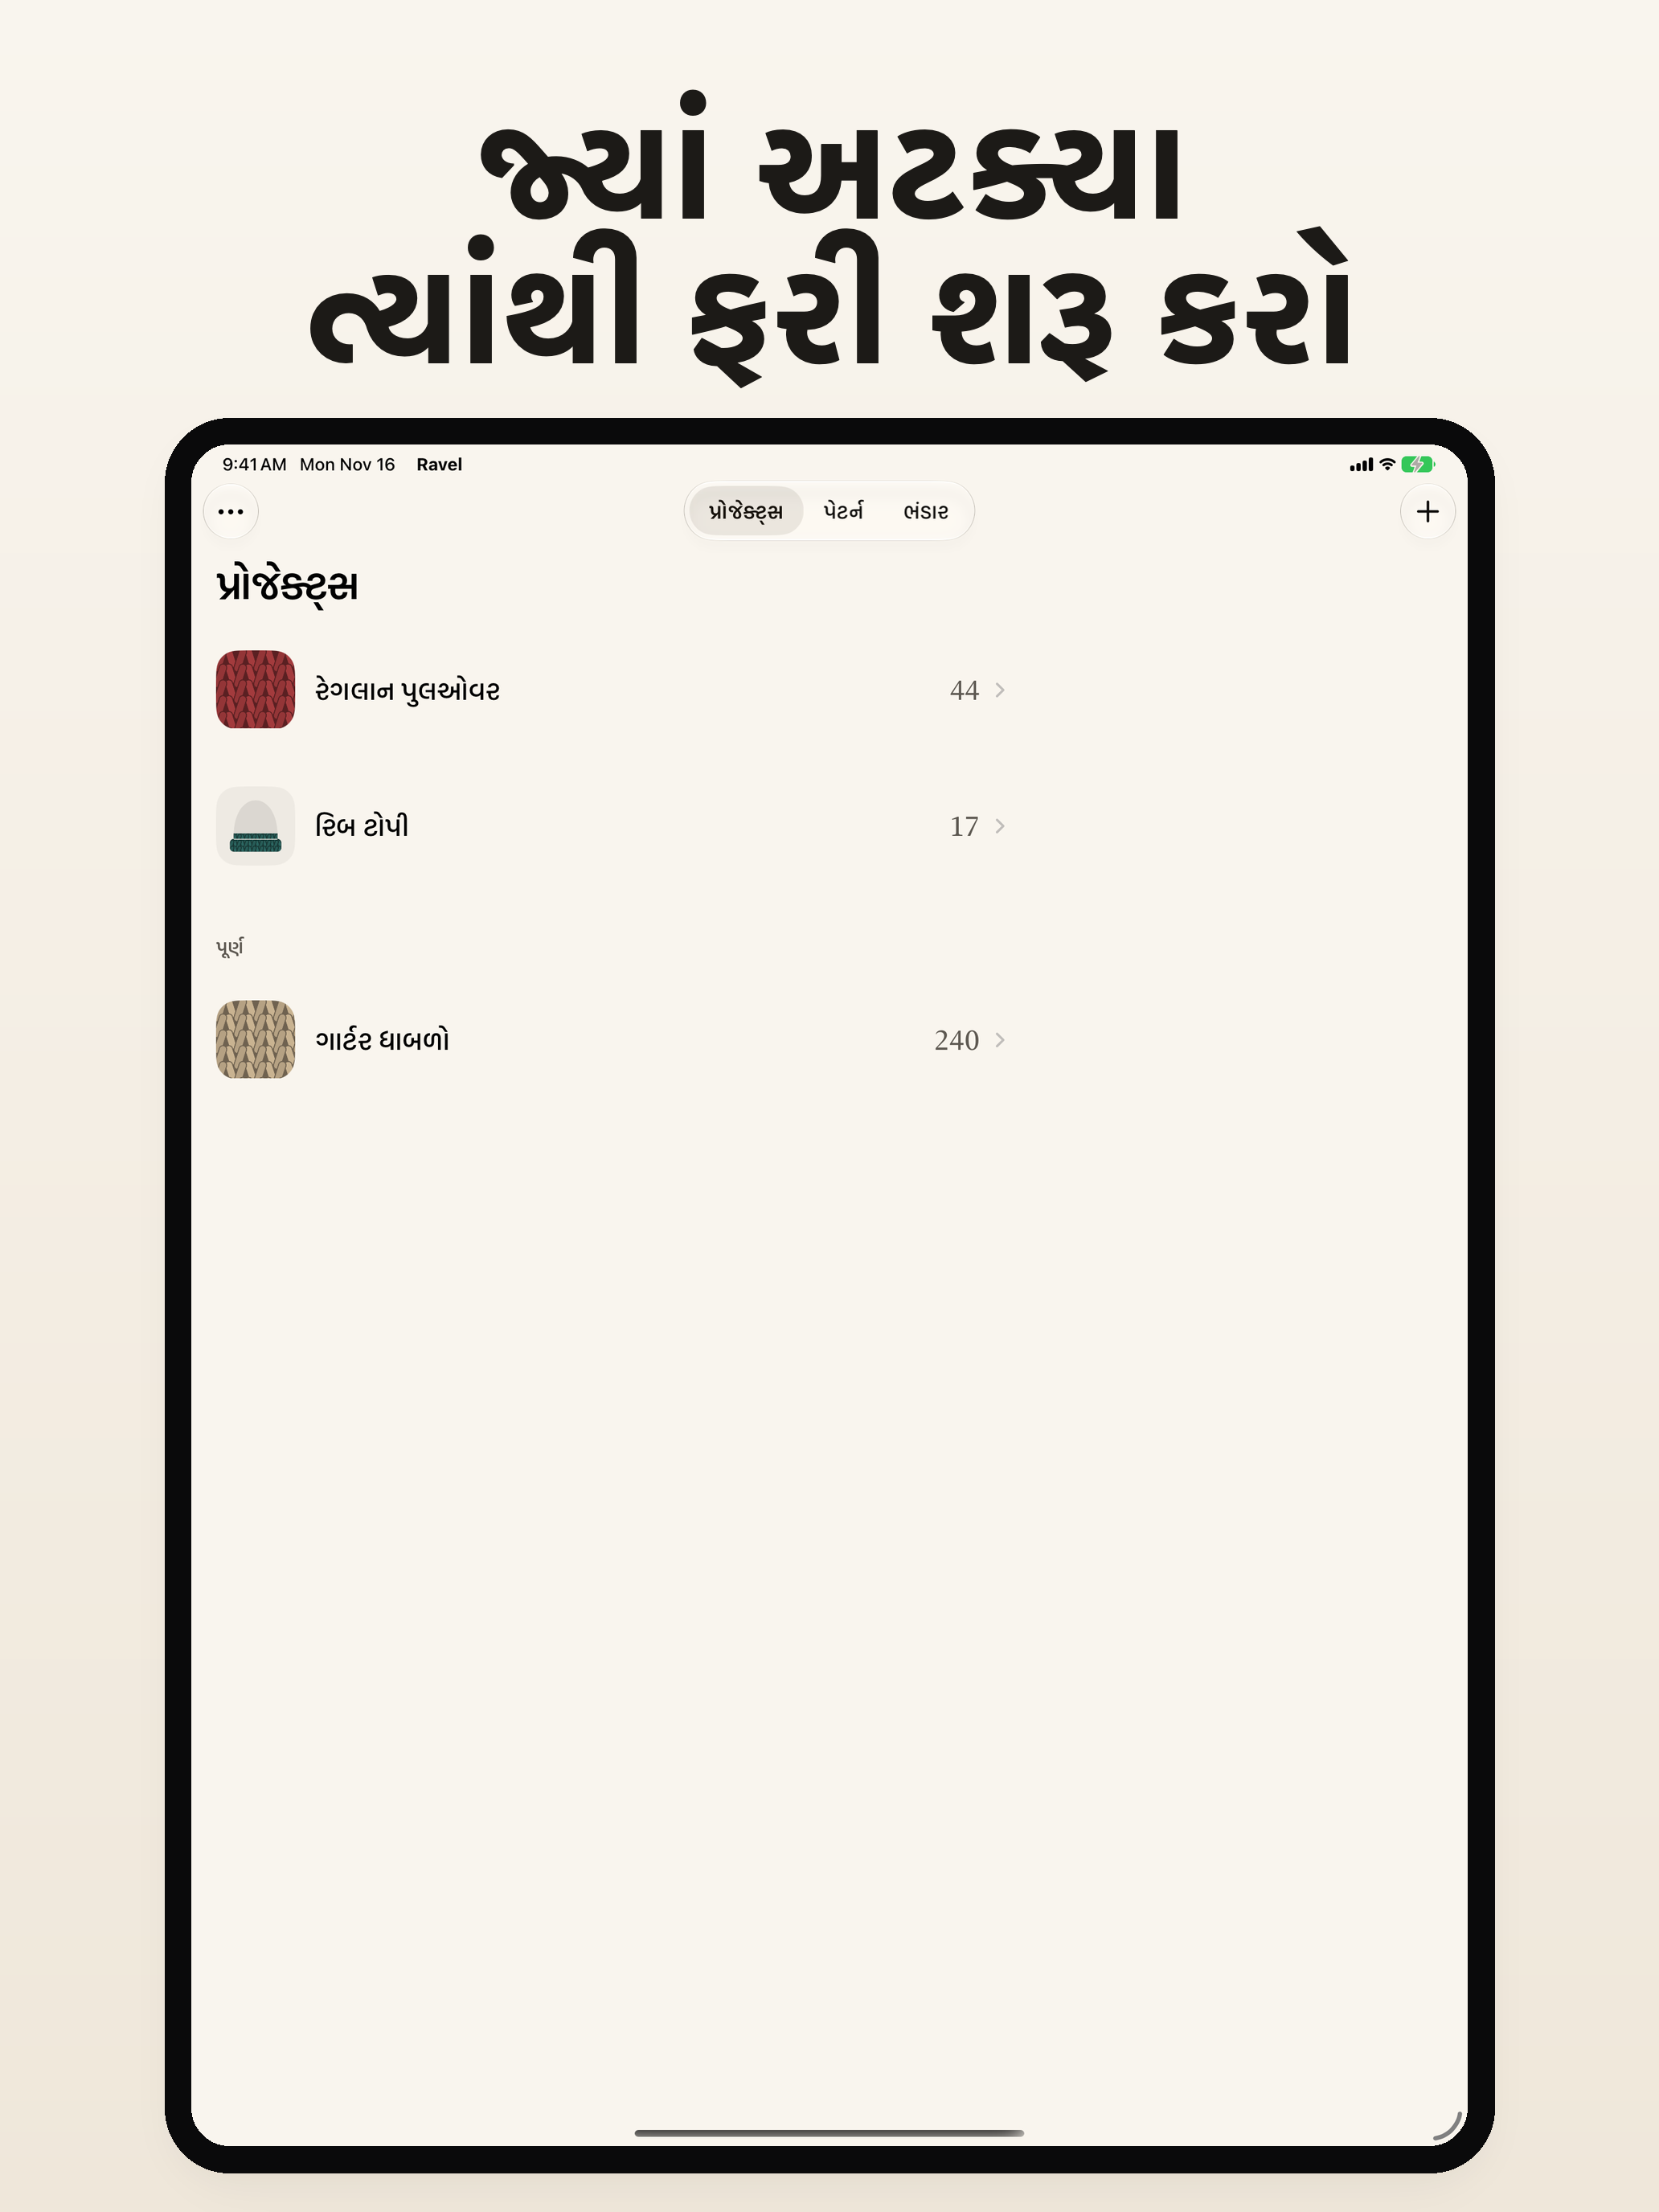 જ્યાં અટક્યા
ત્યાંથી ફરી શરૂ કરો
9:41 AM Mon Nov 16 Ravel
પ્રોજેક્ટ્સ પેટર્ન ભંડાર
પ્રોજેક્ટ્સ
રેગલાન પુલઓવર 44
રિબ ટોપી 17
પૂર્ણ
ગાર્ટર ધાબળો 240